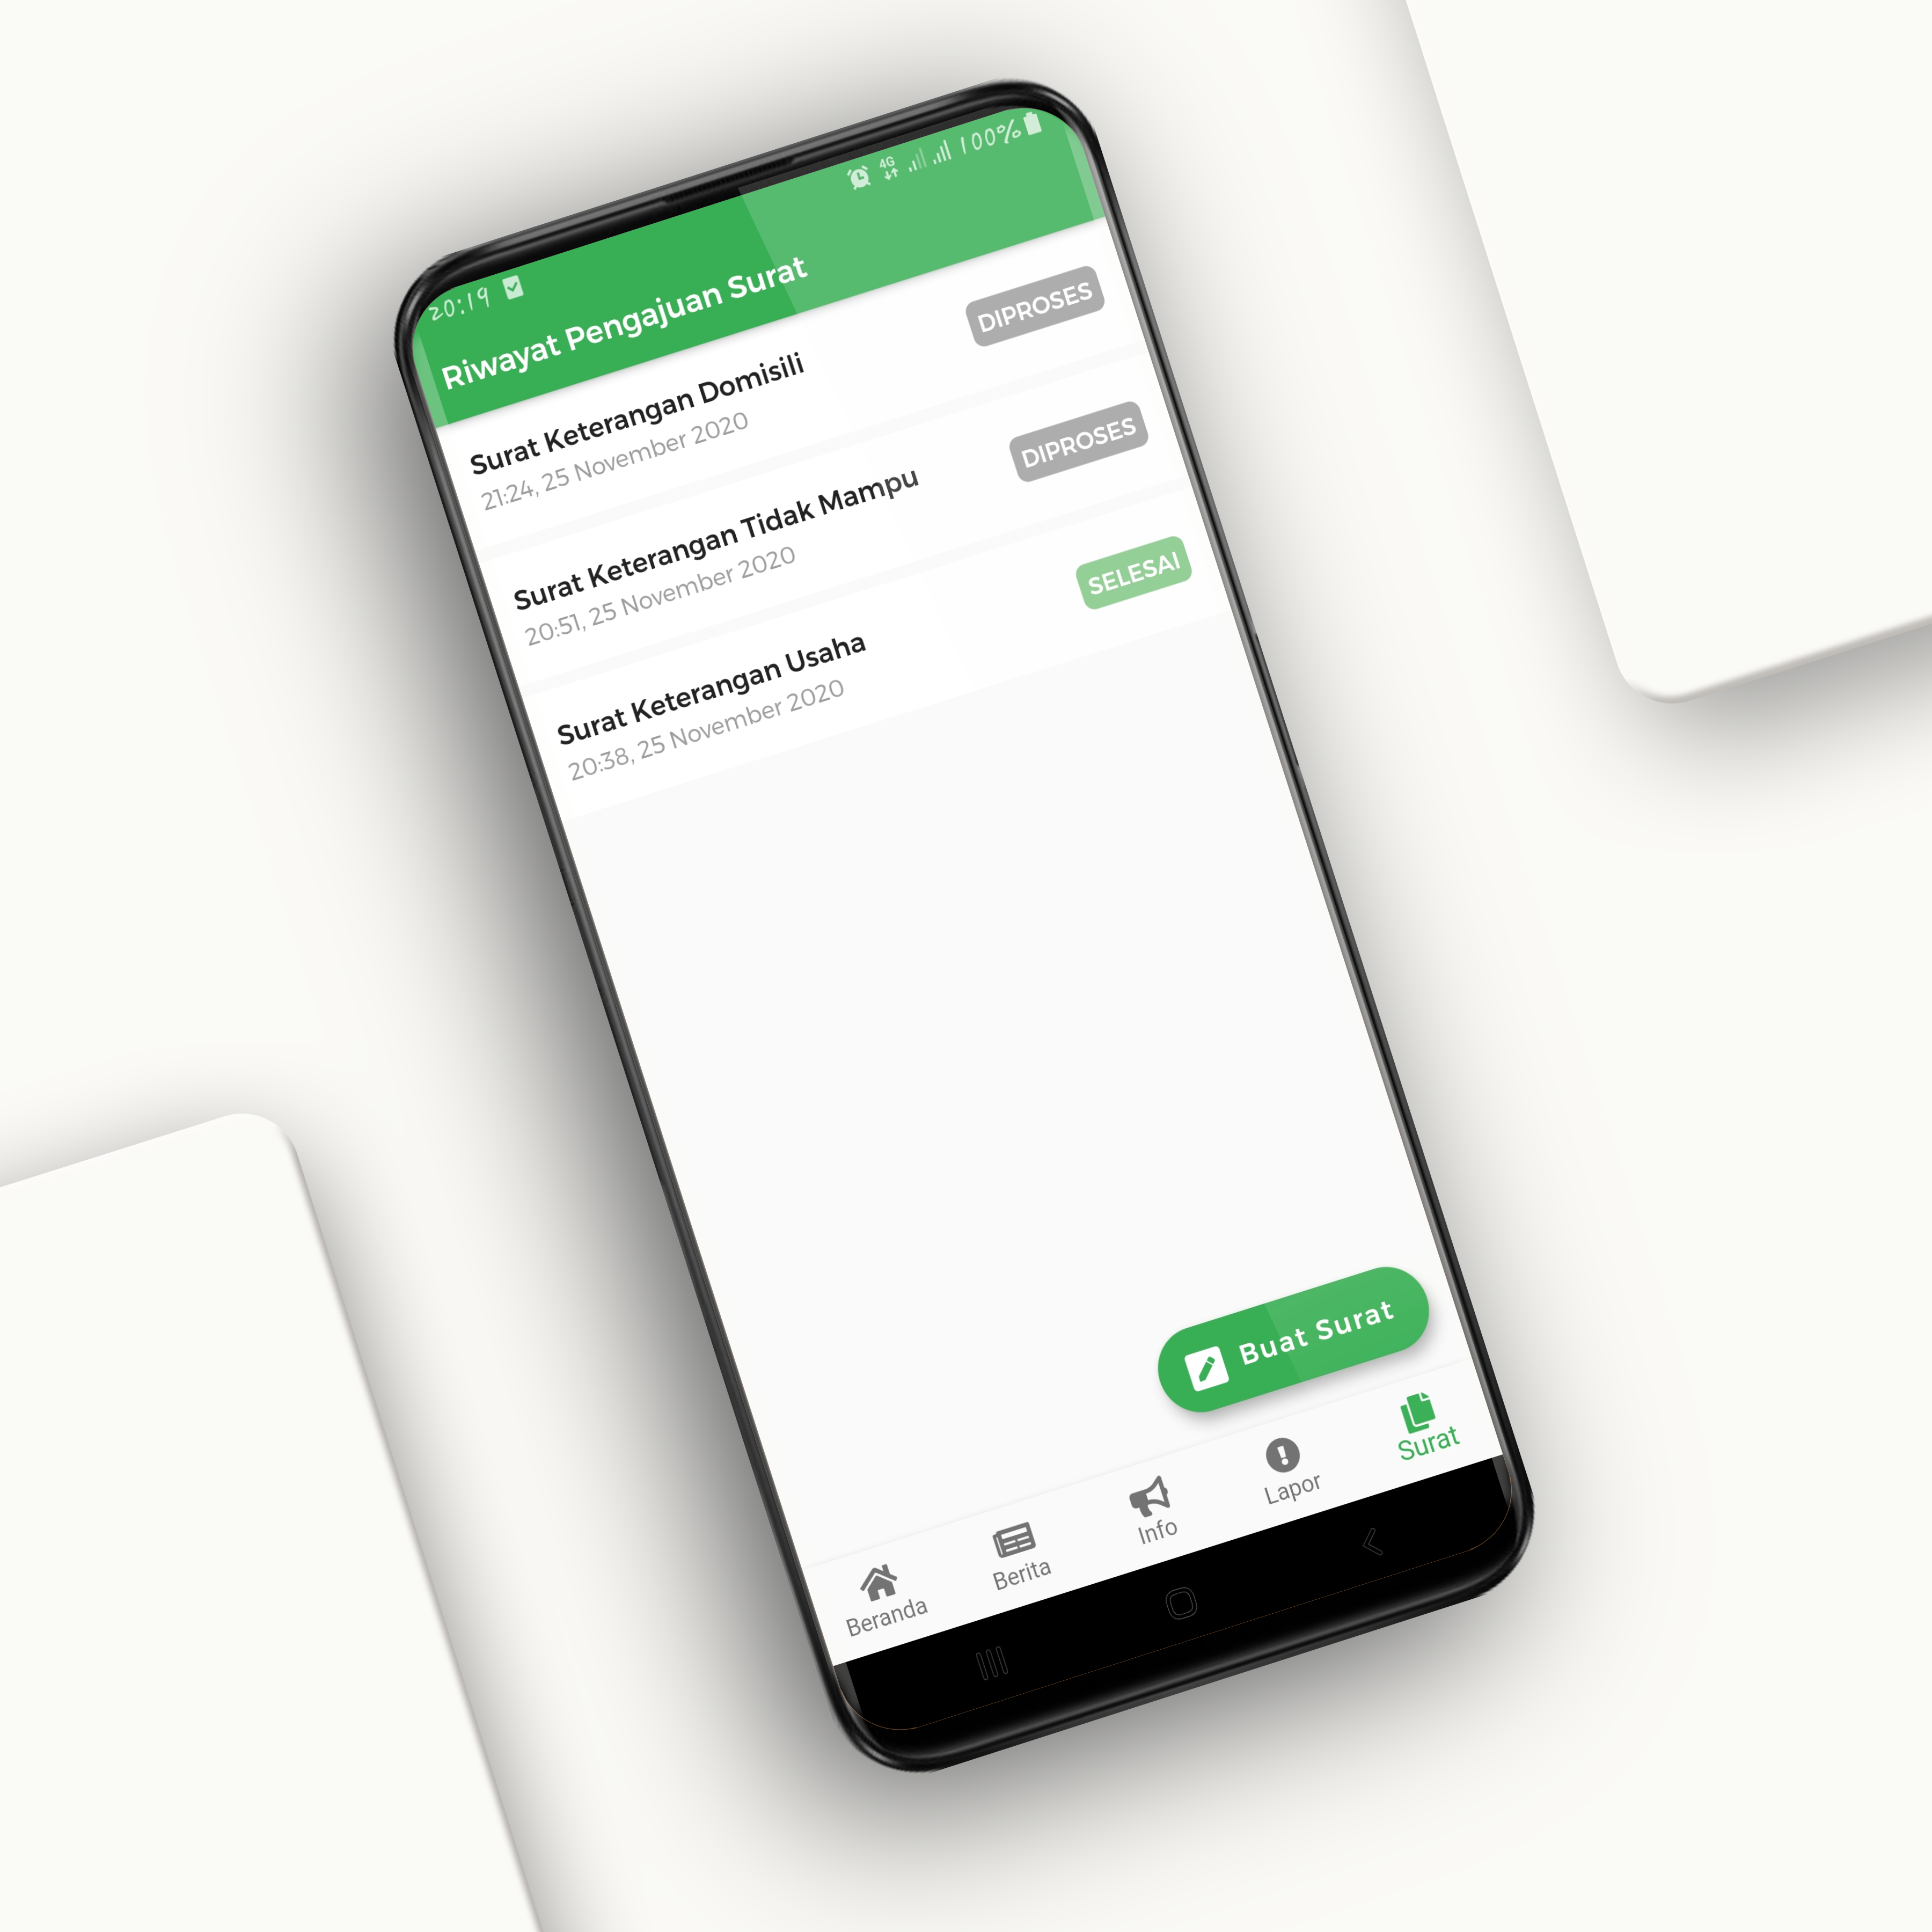 20:19
4G 100%
Riwayat Pengajuan Surat
Surat Keterangan Domisili
DIPROSES
21:24, 25 November 2020
Surat Keterangan Tidak Mampu
DIPROSES
20:51, 25 November 2020
Surat Keterangan Usaha
SELESAI
20:38, 25 November 2020
Buat Surat
Beranda
Berita
Info
Lapor
Surat